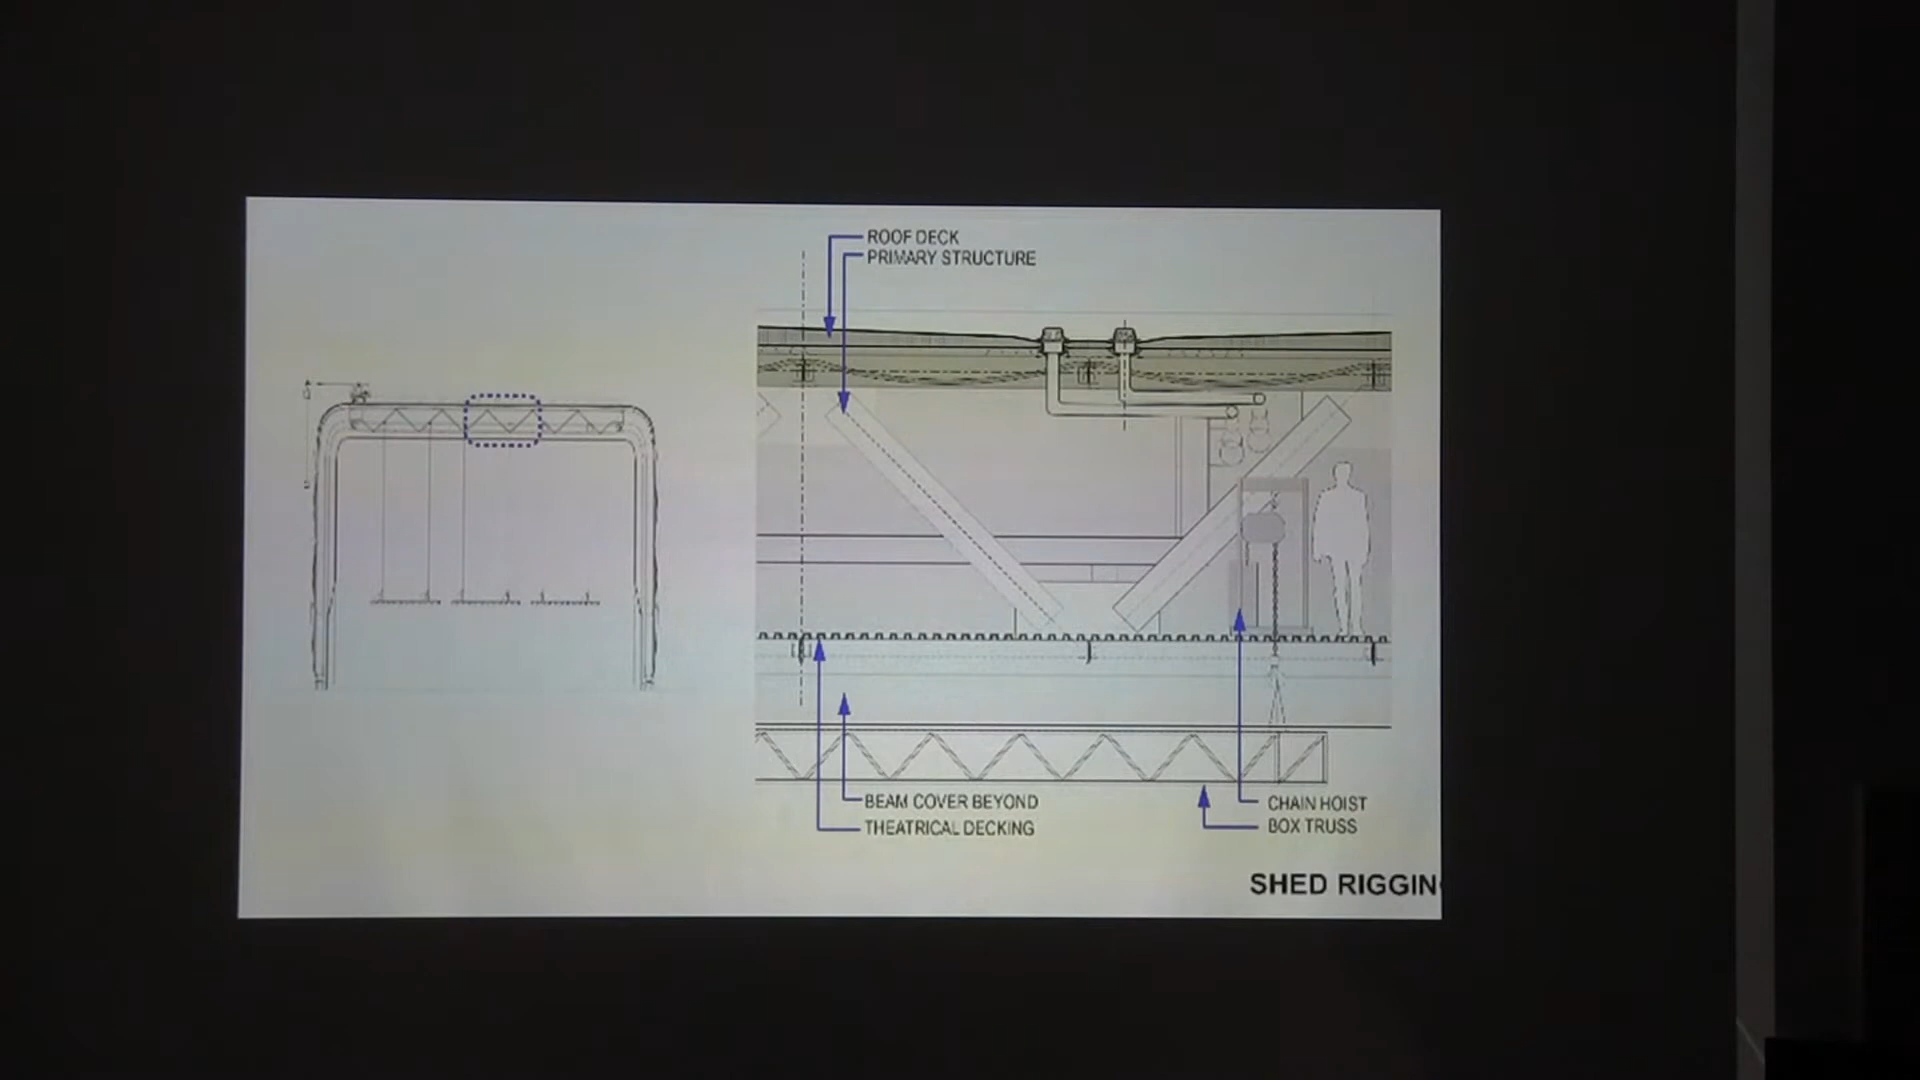 ROOF DECK
PRIMARY STRUCTURE
BEAM COVER BEYOND
THEATRICAL DECKING
CHAIN HOIST
BOX TRUSS
SHED RIGGIN